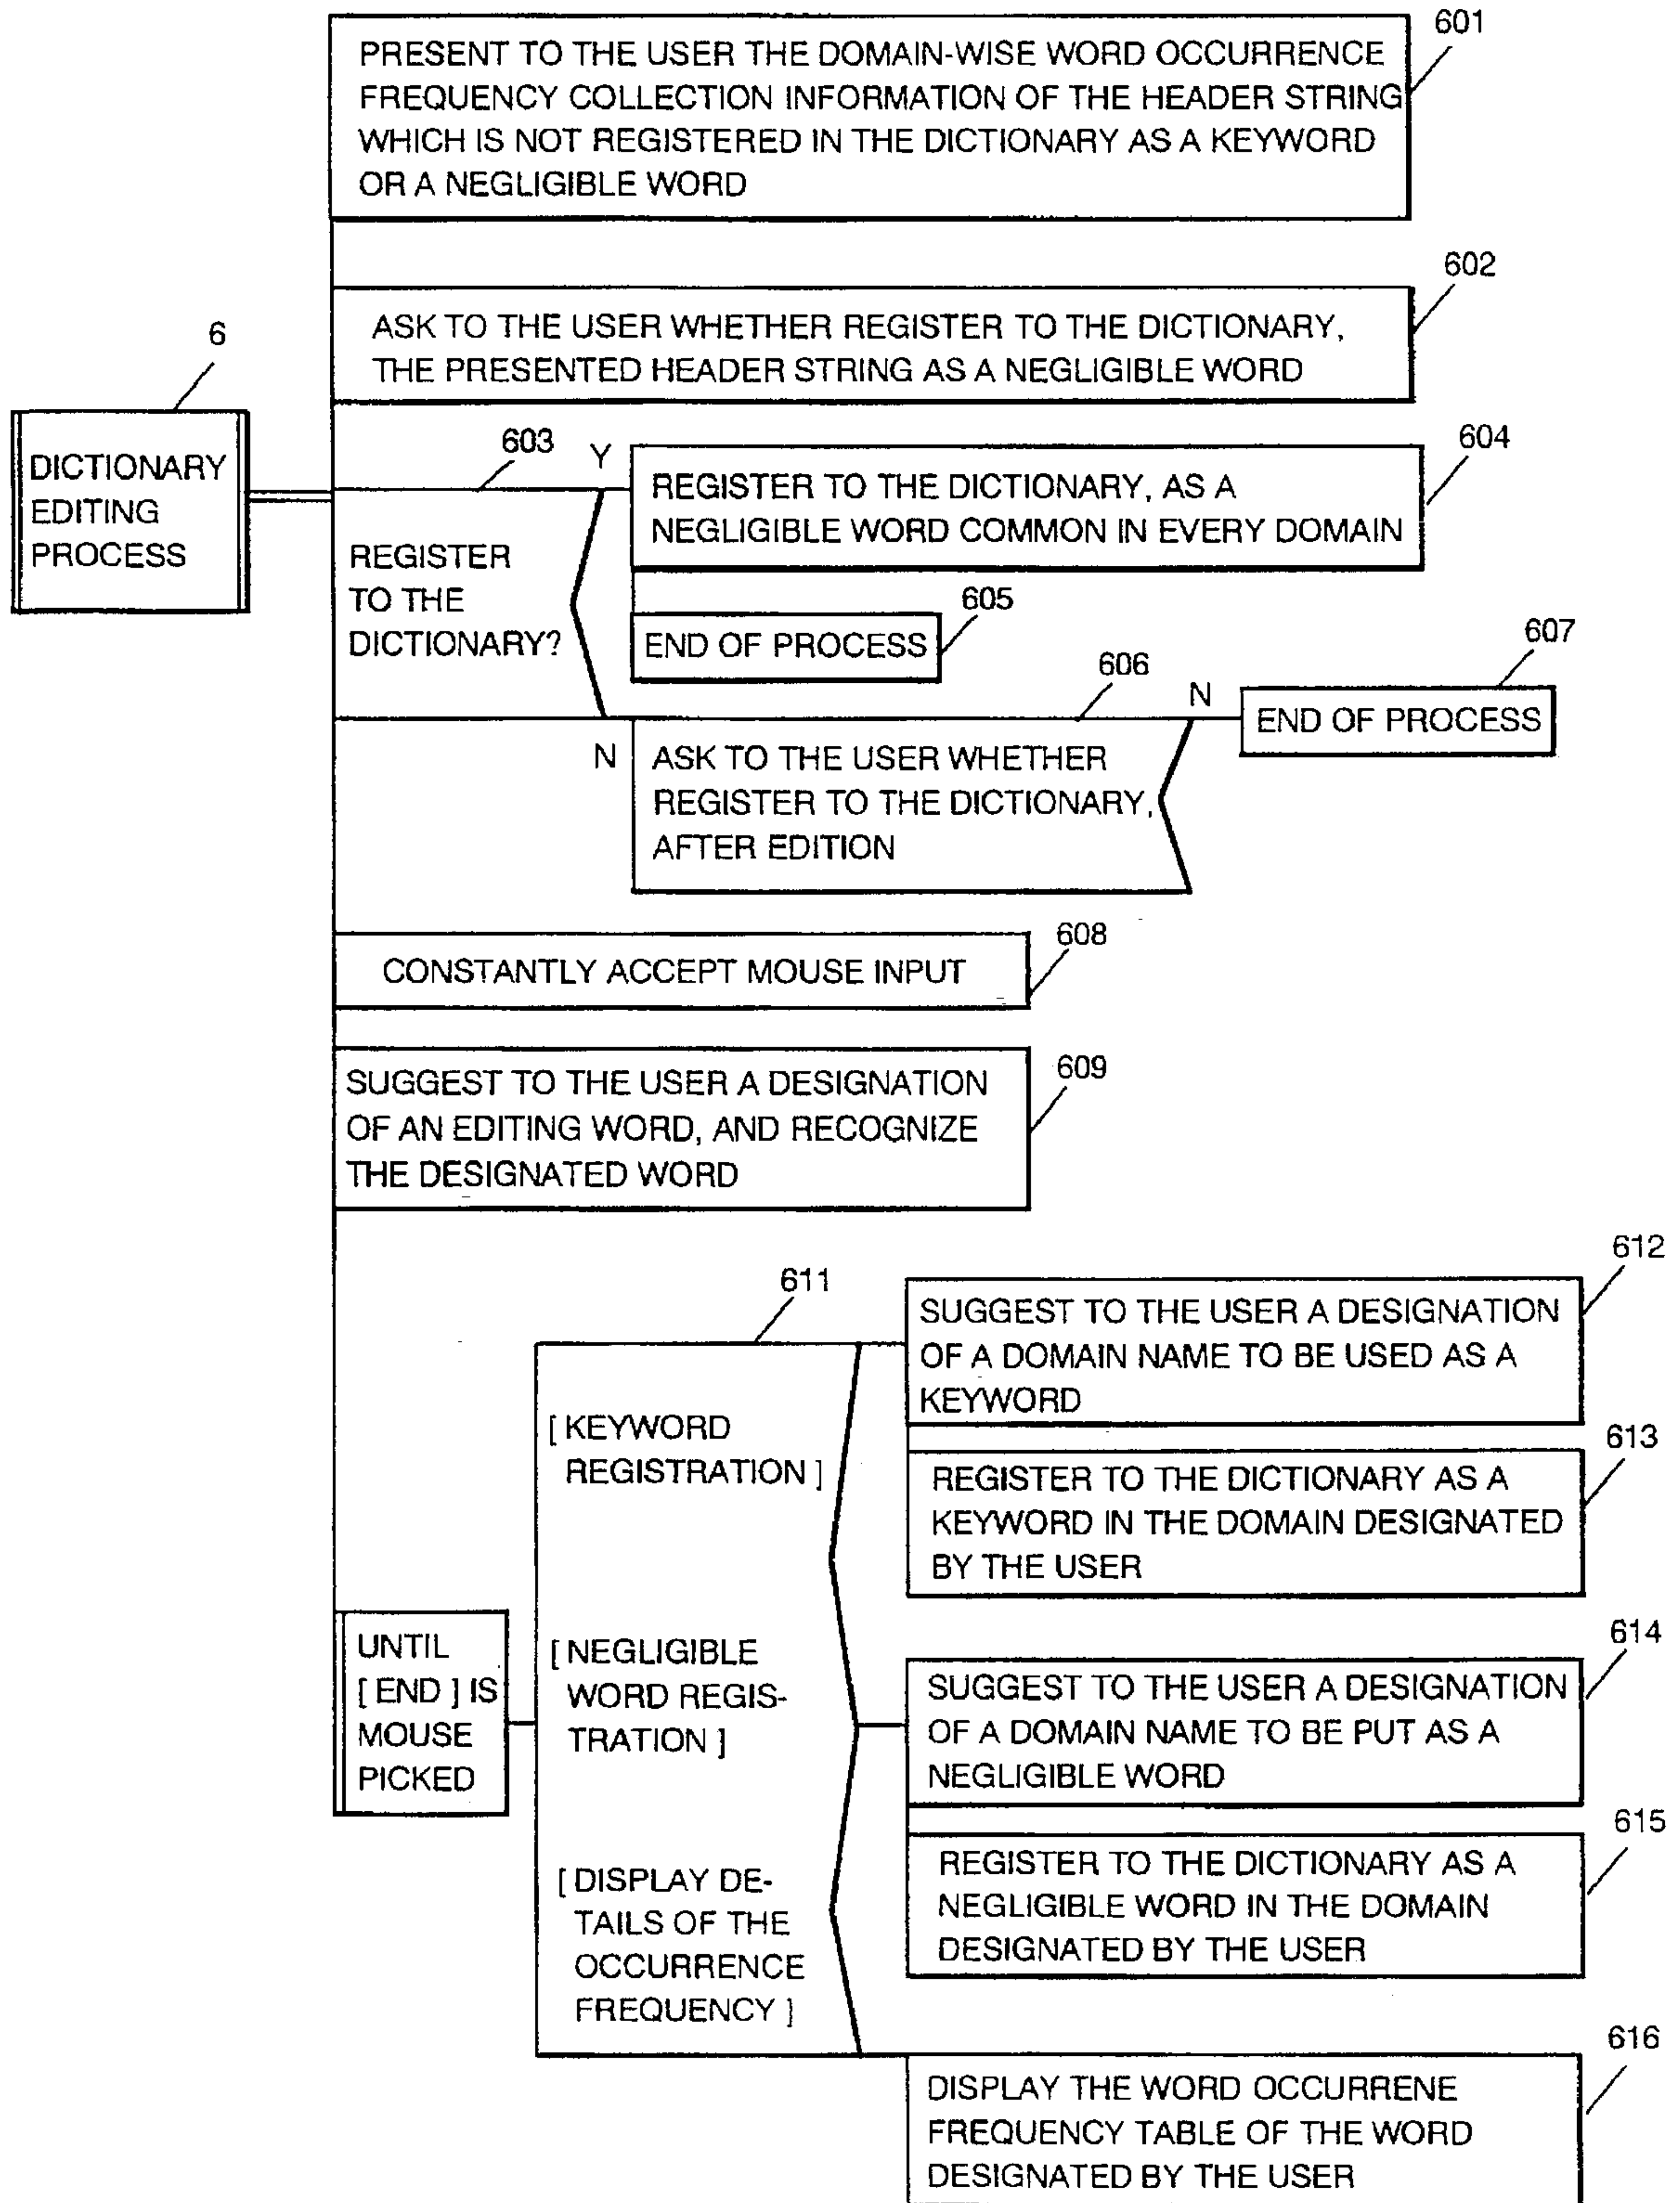 601
PRESENT TO THE USER THE DOMAIN-WISE WORD OCCURRENCE
FREQUENCY COLLECTION INFORMATION OF THE HEADER STRING
WHICH IS NOT REGISTERED IN THE DICTIONARY AS A KEYWORD
OR A NEGLIGIBLE WORD
602
ASK TO THE USER WHETHER REGISTER TO THE DICTIONARY,
THE PRESENTED HEADER STRING AS A NEGLIGIBLE WORD
6
DICTIONARY
EDITING
PROCESS
603
Y
604
REGISTER
TO THE
DICTIONARY?
REGISTER TO THE DICTIONARY, AS A
NEGLIGIBLE WORD COMMON IN EVERY DOMAIN
605
END OF PROCESS
606
N
607
END OF PROCESS
N
ASK TO THE USER WHETHER
REGISTER TO THE DICTIONARY,
AFTER EDITION
608
CONSTANTLY ACCEPT MOUSE INPUT
609
SUGGEST TO THE USER A DESIGNATION
OF AN EDITING WORD, AND RECOGNIZE
THE DESIGNATED WORD
UNTIL
[ END ] IS
MOUSE
PICKED
611
[ KEYWORD
REGISTRATION ]
[ NEGLIGIBLE
WORD REGIS-
TRATION ]
[ DISPLAY DE-
TAILS OF THE
OCCURRENCE
FREQUENCY ]
612
SUGGEST TO THE USER A DESIGNATION
OF A DOMAIN NAME TO BE USED AS A
KEYWORD
613
REGISTER TO THE DICTIONARY AS A
KEYWORD IN THE DOMAIN DESIGNATED
BY THE USER
614
SUGGEST TO THE USER A DESIGNATION
OF A DOMAIN NAME TO BE PUT AS A
NEGLIGIBLE WORD
615
REGISTER TO THE DICTIONARY AS A
NEGLIGIBLE WORD IN THE DOMAIN
DESIGNATED BY THE USER
616
DISPLAY THE WORD OCCURRENE
FREQUENCY TABLE OF THE WORD
DESIGNATED BY THE USER